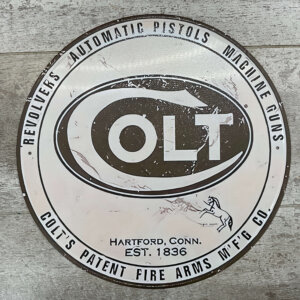 · REVOLVERS AUTOMATIC PISTOLS MACHINE GUNS ·
COLT
HARTFORD, CONN.
EST. 1836
COLT'S PATENT FIRE ARMS M'F'G CO.